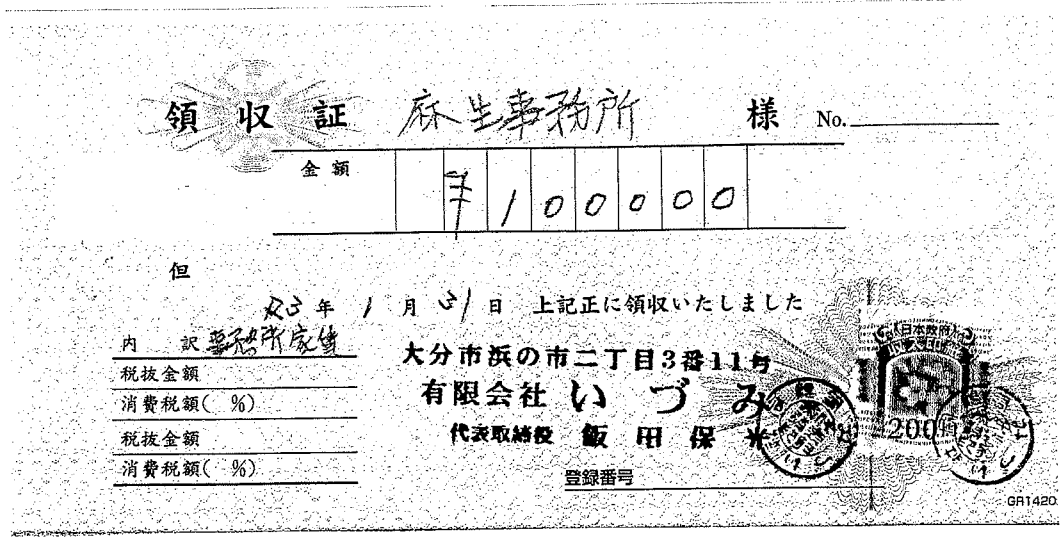 領収証 麻生事務所 様 No.
金額 ¥100000
但
R3年1月31日 上記正に領収いたしました
内訳 事務所家賃
税抜金額
消費税額( %)
税抜金額
消費税額( %)
大分市浜の市二丁目3番11号
有限会社 いづみ
代表取締役 飯田保光
登録番号
日本政府
200円
GR1420